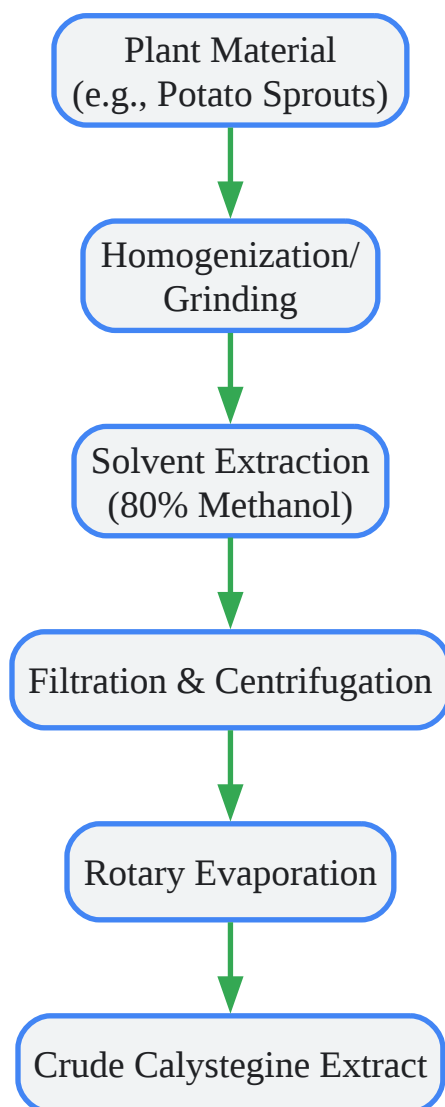 Plant Material
(e.g., Potato Sprouts)
Homogenization/
Grinding
Solvent Extraction
(80% Methanol)
Filtration & Centrifugation
Rotary Evaporation
Crude Calystegine Extract